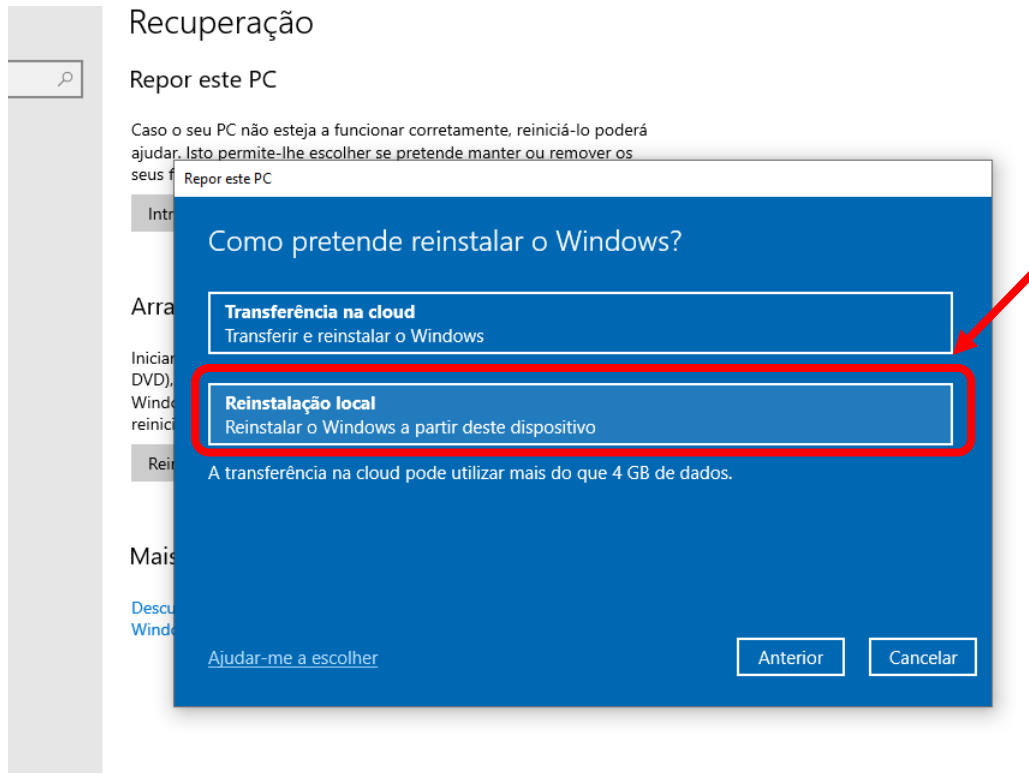 Recuperação
Repor este PC
Caso o seu PC não esteja a funcionar corretamente, reiniciá-lo poderá
ajudar. Isto permite-lhe escolher se pretende manter ou remover os
seus
Repor este PC
Como pretende reinstalar o Windows?
Transferência na cloud
Transferir e reinstalar o Windows
Reinstalação local
Reinstalar o Windows a partir deste dispositivo
A transferência na cloud pode utilizar mais do que 4 GB de dados.
DVD),
Mais
Ajudar-me a escolher
Anterior
Cancelar